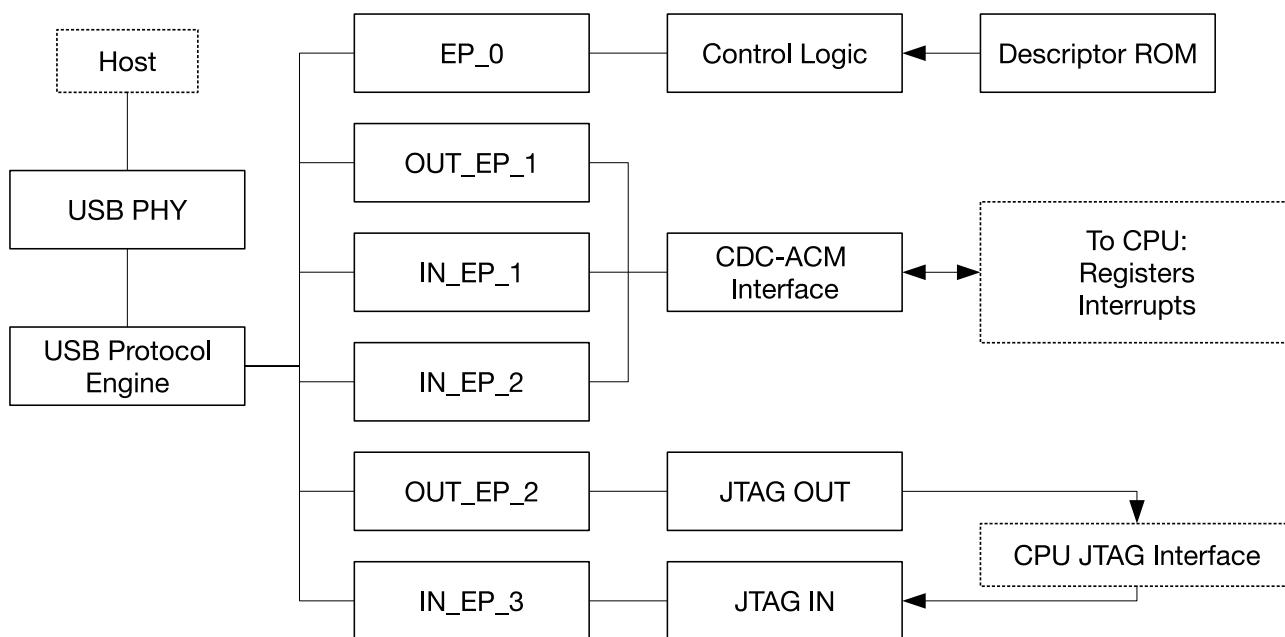 Host
EP_0
Control Logic
Descriptor ROM
OUT_EP_1
USB PHY
IN_EP_1
CDC-ACM
Interface
To CPU:
Registers
Interrupts
USB Protocol
Engine
IN_EP_2
OUT_EP_2
JTAG OUT
CPU JTAG Interface
IN_EP_3
JTAG IN